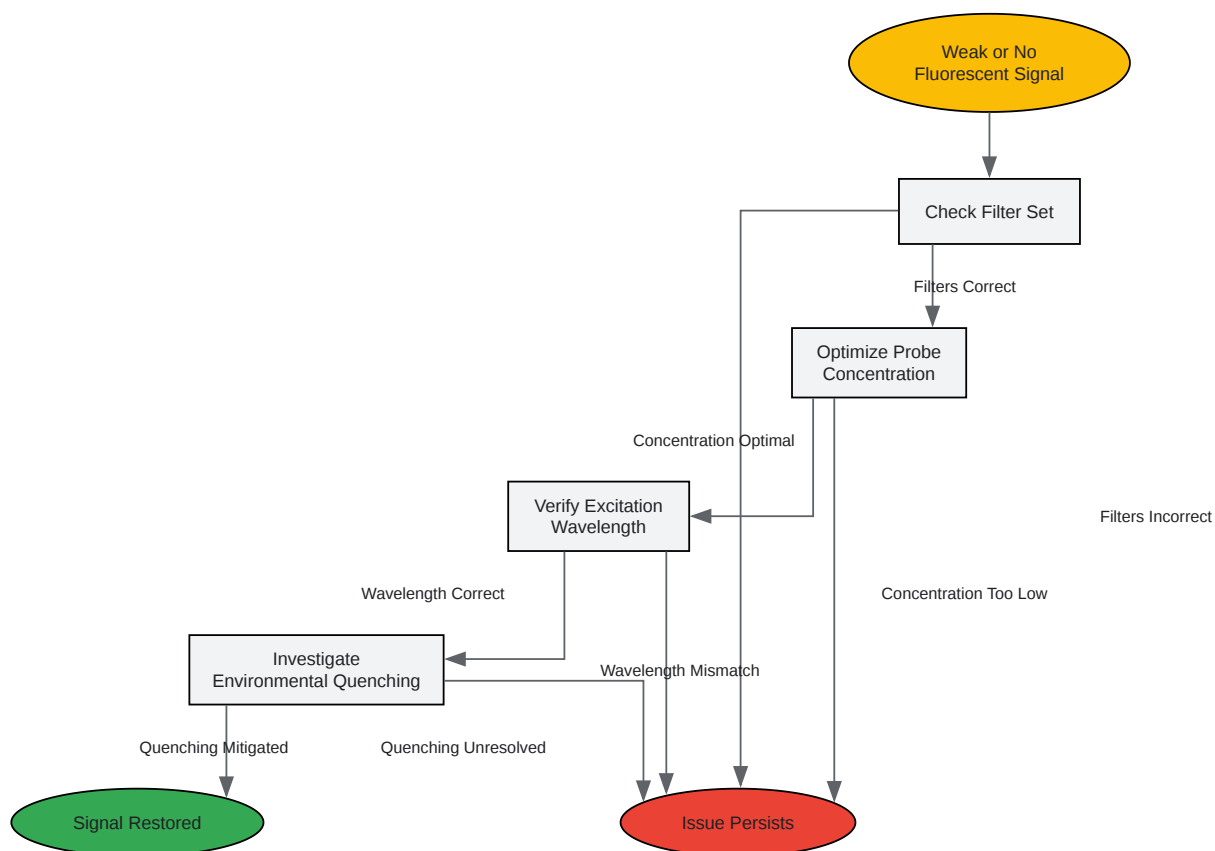 Weak or No
Fluorescent Signal
Check Filter Set
Filters Correct
Optimize Probe
Concentration
Concentration Optimal
Verify Excitation
Wavelength
Filters Incorrect
Wavelength Correct
Concentration Too Low
Investigate
Environmental Quenching
Wavelength Mismatch
Quenching Mitigated
Quenching Unresolved
Signal Restored
Issue Persists